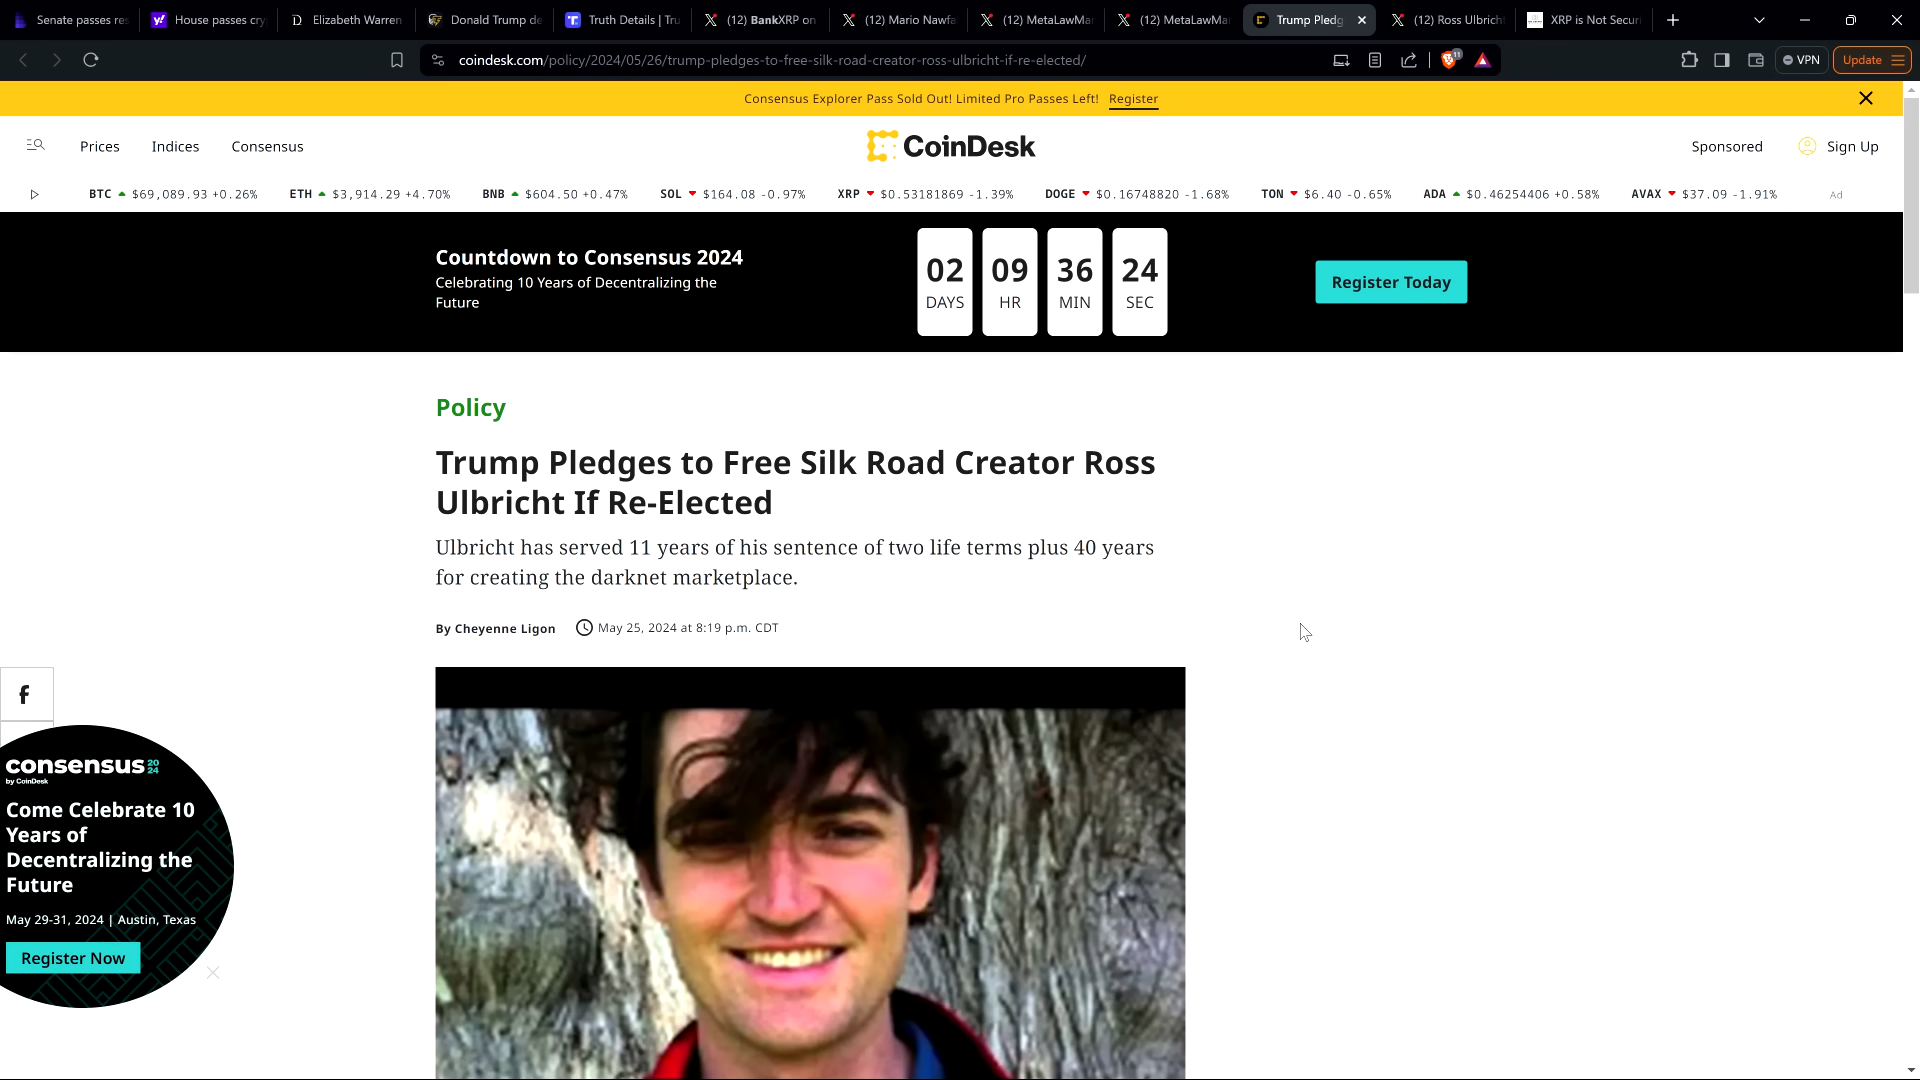 Senate passes res
House passes cry
Elizabeth Warren
Donald Trump de
Truth Details | Tru
(12) BankXRP on
(12) Mario Nawfa
(12) MetaLawMa
(12) MetaLawMa
Trump Pledg
(12) Ross Ulbricht
XRP is Not Securi
coindesk.com/policy/2024/05/26/trump-pledges-to-free-silk-road-creator-ross-ulbricht-if-re-elected/
11
VPN
Update
Consensus Explorer Pass Sold Out! Limited Pro Passes Left! Register
Prices
Indices
Consensus
CoinDesk
Sponsored
Sign Up
BTC $69,089.93 +0.26%
ETH $3,914.29 +4.70%
BNB $604.50 +0.47%
SOL $164.08 -0.97%
XRP $0.53181869 -1.39%
DOGE $0.16748820 -1.68%
TON $6.40 -0.65%
ADA $0.46254406 +0.58%
AVAX $37.09 -1.91%
Ad
Countdown to Consensus 2024
Celebrating 10 Years of Decentralizing the
Future
02 09 36 24
DAYS HR MIN SEC
Register Today
Policy
Trump Pledges to Free Silk Road Creator Ross
Ulbricht If Re-Elected
Ulbricht has served 11 years of his sentence of two life terms plus 40 years
for creating the darknet marketplace.
By Cheyenne Ligon
May 25, 2024 at 8:19 p.m. CDT
f
consensus 2024
by CoinDesk
Come Celebrate 10
Years of
Decentralizing the
Future
May 29-31, 2024 | Austin, Texas
Register Now